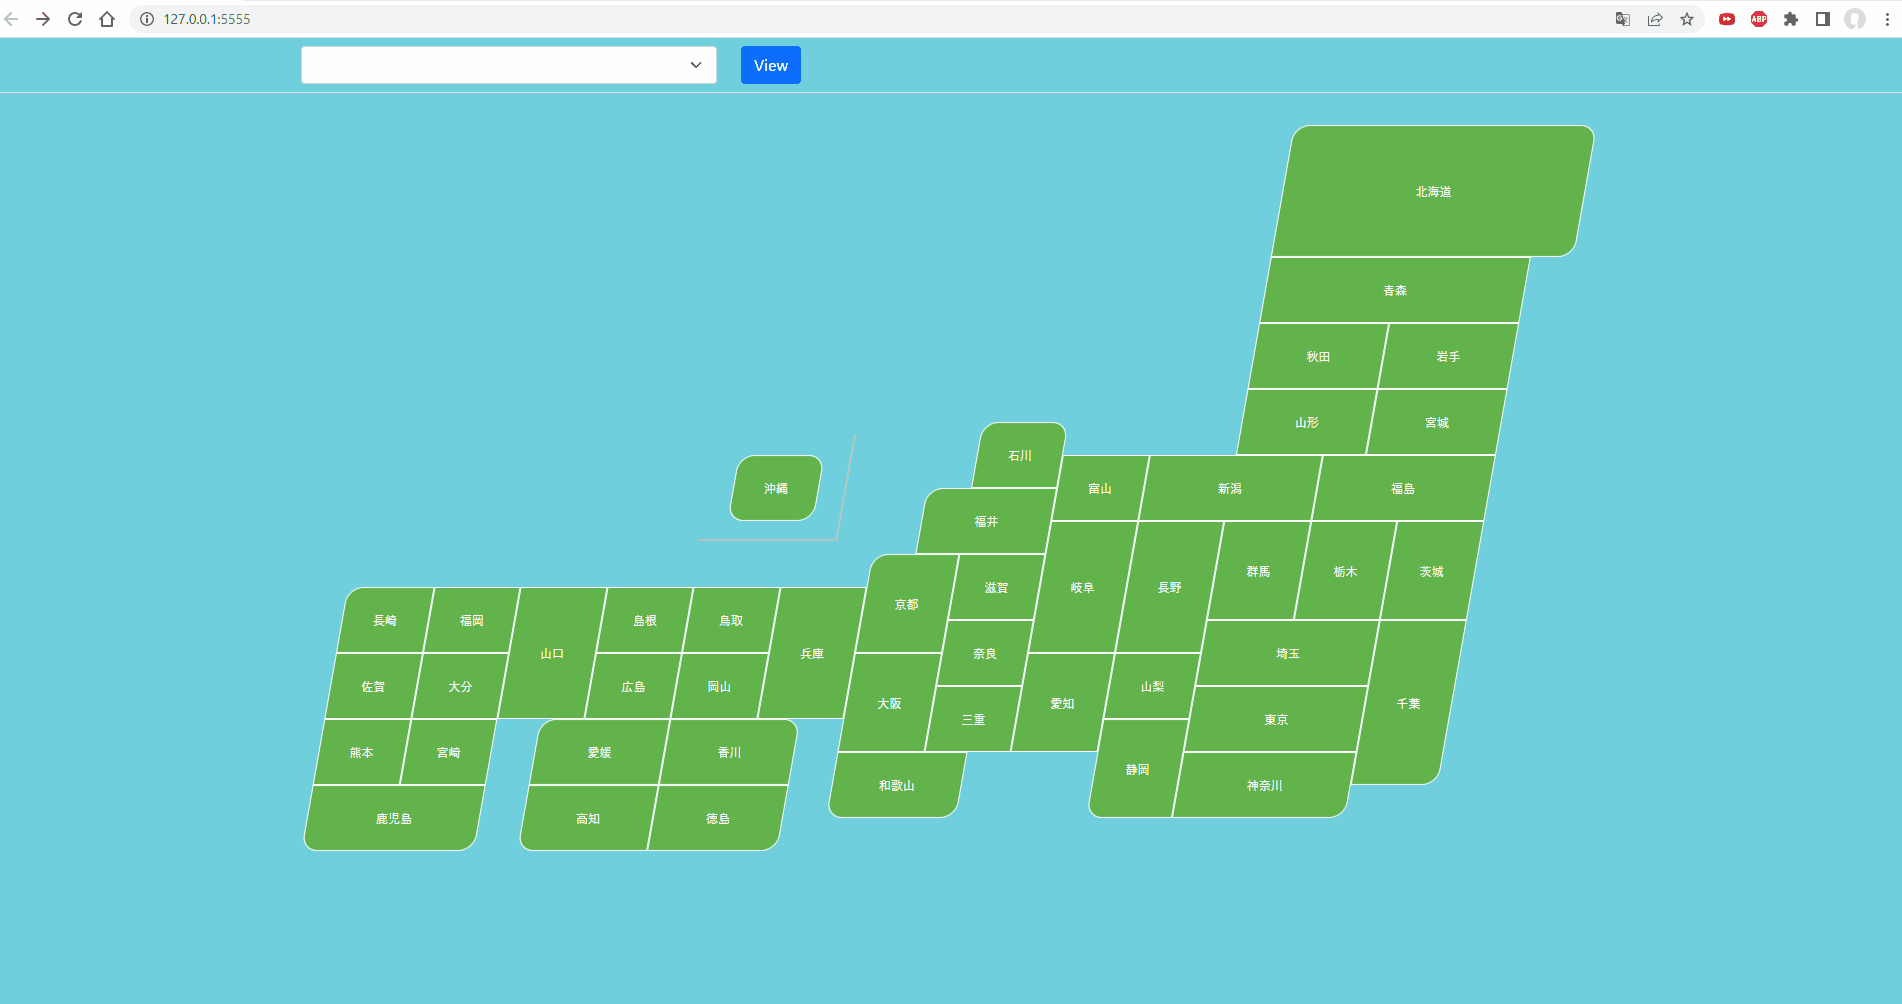 127.0.0.1:5555
ABP
View
北海道
青森
秋田 岩手
山形 宮城
石川
沖縄 富山 新潟 福島
福井
群馬 栃木 茨城
滋賀 岐阜 長野
京都
長崎 福岡 島根 鳥取
山口 兵庫 奈良 埼玉
佐賀 大分 広島 岡山 山梨
大阪 愛知 千葉
三重 東京
熊本 宮崎 愛媛 香川
静岡
和歌山 神奈川
鹿児島 高知 徳島